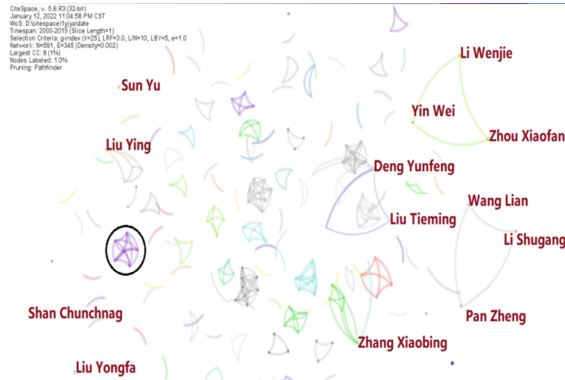 CiteSpace, v. 5.8.R3 (32-bit)
January 12, 2022 11:04:58 PM CST
WoS: D:\citespace\1yjya\date
Timespan: 2000-2019 (Slice Length=1)
Selection Criteria: g-index (k=25), LRF=3.0, L/N=10, LBY=5, e=1.0
Network: N=981, E=345 (Density=0.002)
Largest CC: 8 (1%)
Nodes Labeled: 1.0%
Pruning: Pathfinder
Li Wenjie
Sun Yu
Yin Wei
Zhou Xiaofan
Liu Ying
Deng Yunfeng
Wang Lian
Liu Tieming
Li Shugang
Shan Chunchnag
Pan Zheng
Zhang Xiaobing
Liu Yongfa